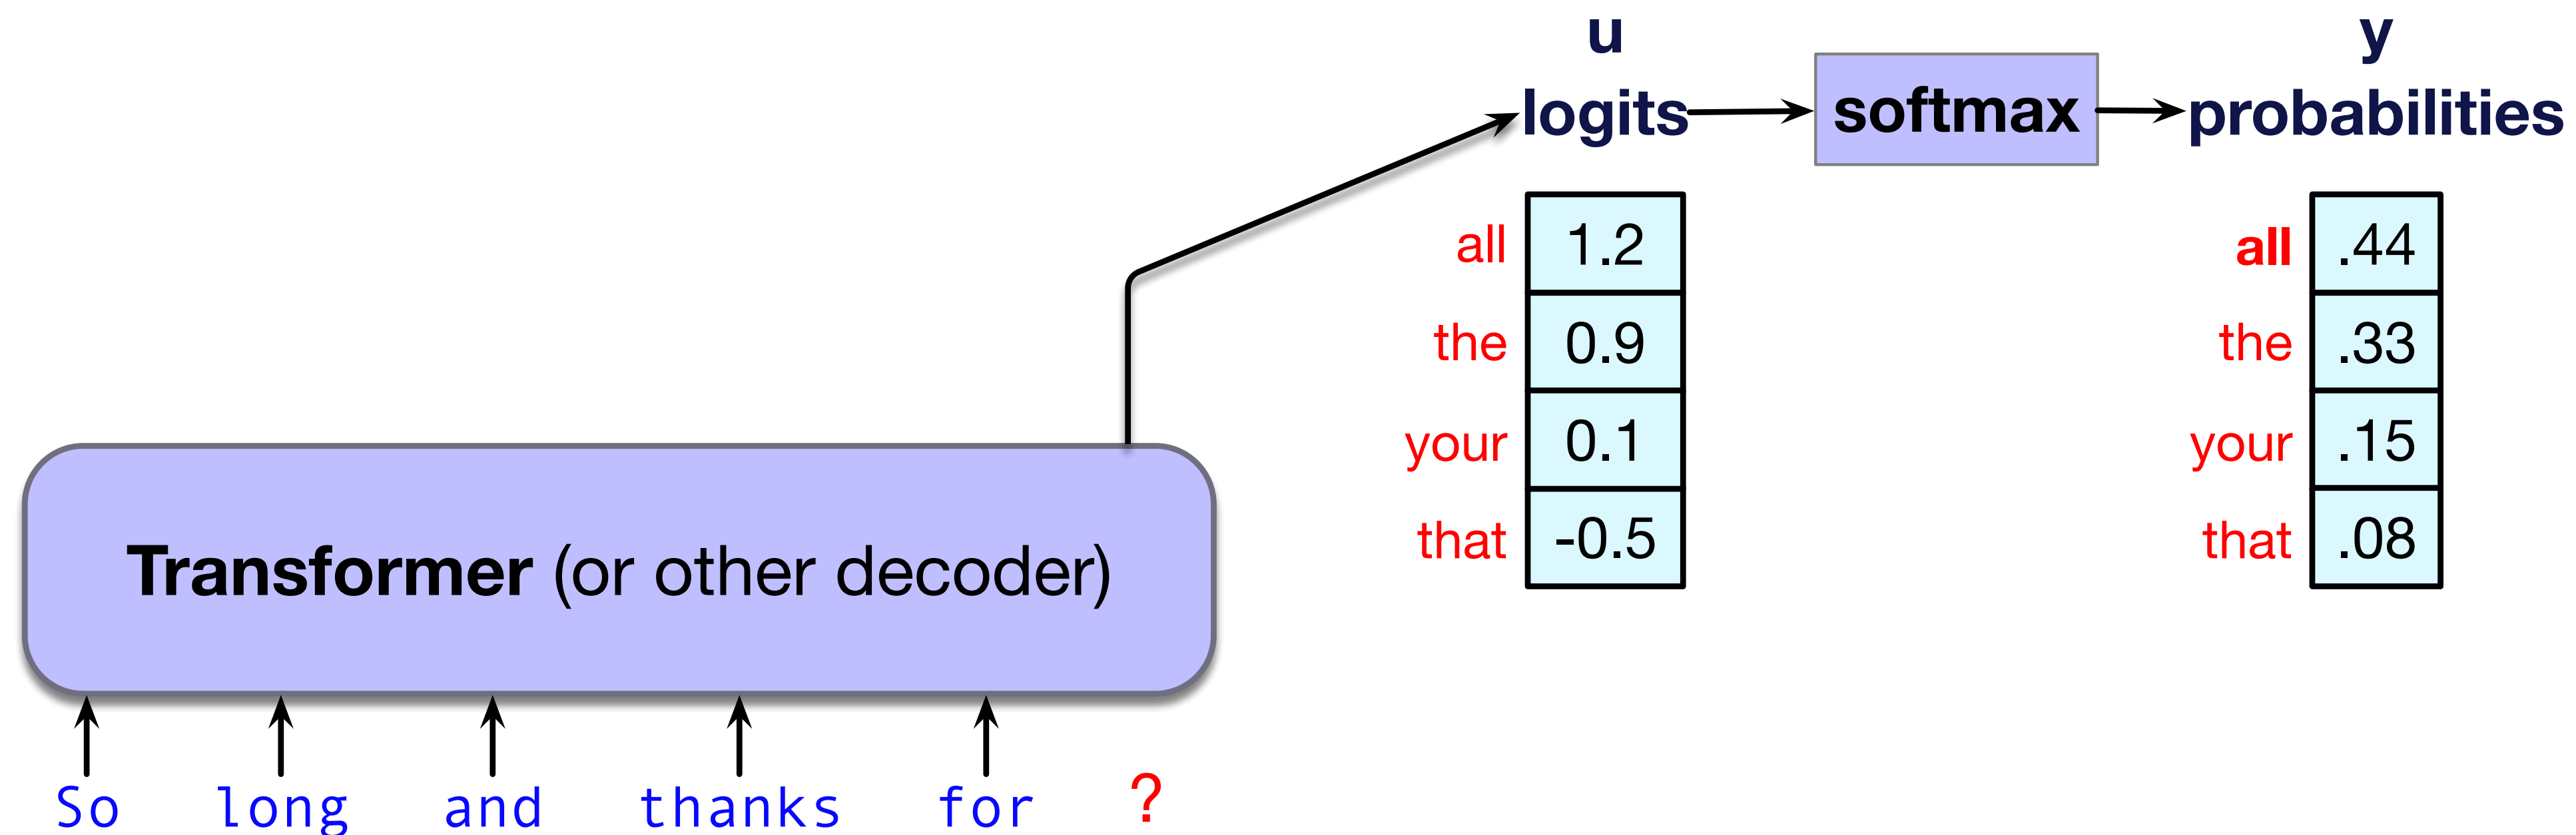 u y
logits softmax probabilities
all 1.2 all .44
the 0.9 the .33
your 0.1 your .15
that -0.5 that .08
Transformer (or other decoder)
So long and thanks for ?